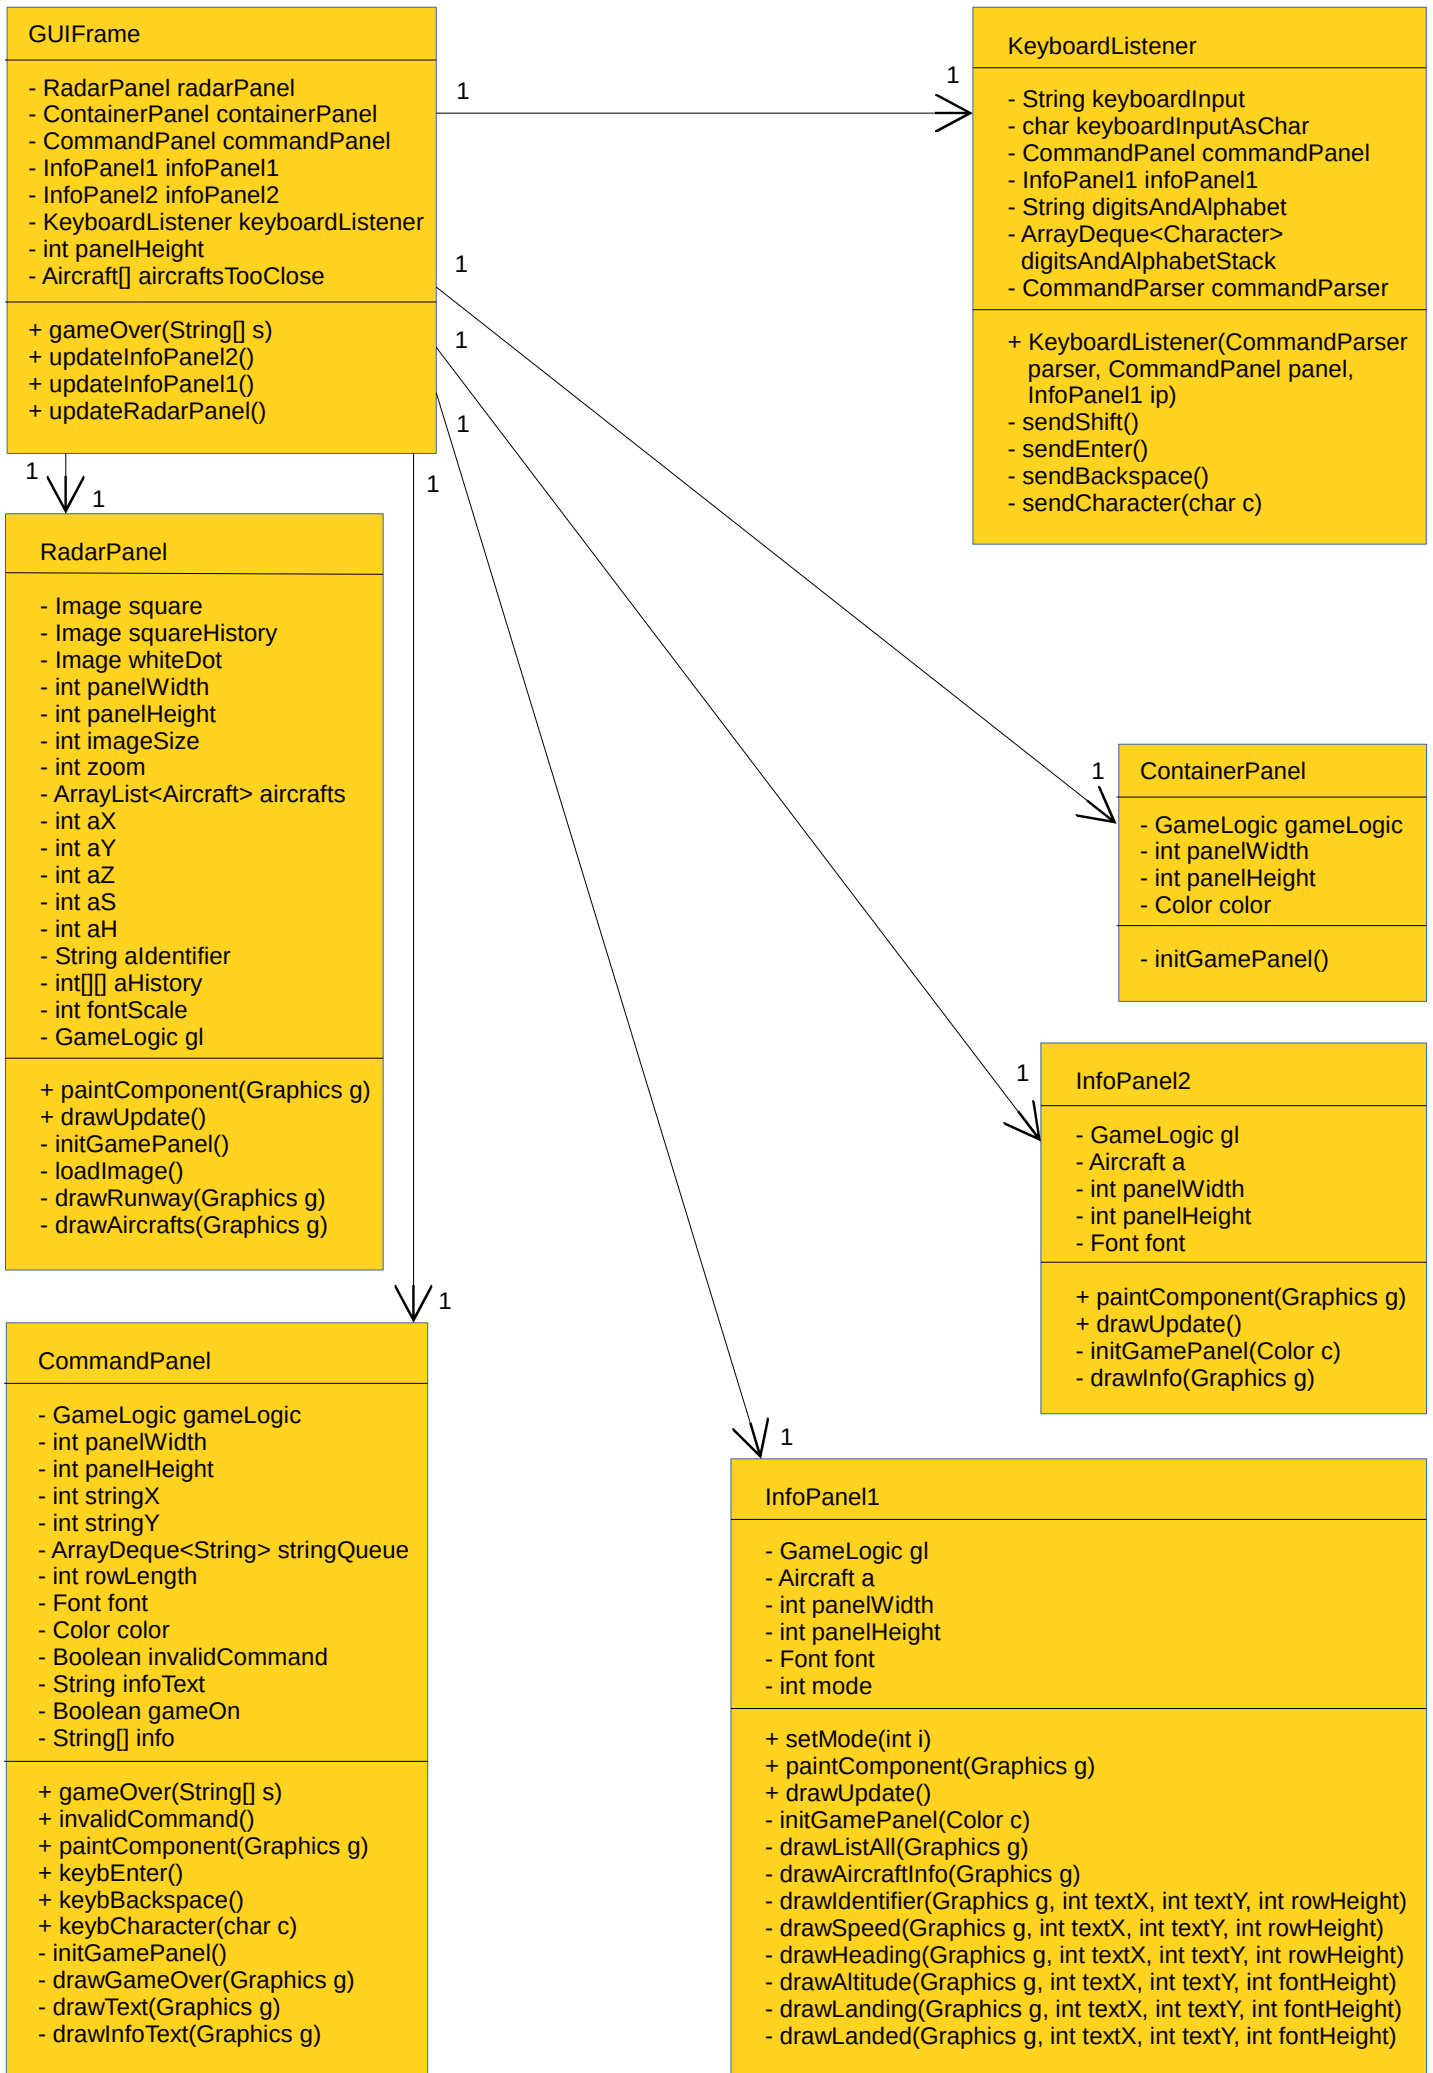 GUIFrame
- RadarPanel radarPanel
- ContainerPanel containerPanel
- CommandPanel commandPanel
- InfoPanel1 infoPanel1
- InfoPanel2 infoPanel2
- KeyboardListener keyboardListener
- int panelHeight
- Aircraft[] aircraftsTooClose
+ gameOver(String[] s)
+ updateInfoPanel2()
+ updateInfoPanel1()
+ updateRadarPanel()
1
1
1
1
1
1
1
1
KeyboardListener
- String keyboardInput
- char keyboardInputAsChar
- CommandPanel commandPanel
- InfoPanel1 infoPanel1
- String digitsAndAlphabet
- ArrayDeque<Character>
digitsAndAlphabetStack
- CommandParser commandParser
+ KeyboardListener(CommandParser
parser, CommandPanel panel,
InfoPanel1 ip)
- sendShift()
- sendEnter()
- sendBackspace()
- sendCharacter(char c)
RadarPanel
- Image square
- Image squareHistory
- Image whiteDot
- int panelWidth
- int panelHeight
- int imageSize
- int zoom
- ArrayList<Aircraft> aircrafts
- int aX
- int aY
- int aZ
- int aS
- int aH
- String aIdentifier
- int[][] aHistory
- int fontScale
- GameLogic gl
+ paintComponent(Graphics g)
+ drawUpdate()
- initGamePanel()
- loadImage()
- drawRunway(Graphics g)
- drawAircrafts(Graphics g)
1
ContainerPanel
- GameLogic gameLogic
- int panelWidth
- int panelHeight
- Color color
- initGamePanel()
1
InfoPanel2
- GameLogic gl
- Aircraft a
- int panelWidth
- int panelHeight
- Font font
+ paintComponent(Graphics g)
+ drawUpdate()
- initGamePanel(Color c)
- drawInfo(Graphics g)
1
CommandPanel
- GameLogic gameLogic
- int panelWidth
- int panelHeight
- int stringX
- int stringY
- ArrayDeque<String> stringQueue
- int rowLength
- Font font
- Color color
- Boolean invalidCommand
- String infoText
- Boolean gameOn
- String[] info
+ gameOver(String[] s)
+ invalidCommand()
+ paintComponent(Graphics g)
+ keybEnter()
+ keybBackspace()
+ keybCharacter(char c)
- initGamePanel()
- drawGameOver(Graphics g)
- drawText(Graphics g)
- drawInfoText(Graphics g)
1
InfoPanel1
- GameLogic gl
- Aircraft a
- int panelWidth
- int panelHeight
- Font font
- int mode
+ setMode(int i)
+ paintComponent(Graphics g)
+ drawUpdate()
- initGamePanel(Color c)
- drawListAll(Graphics g)
- drawAircraftInfo(Graphics g)
- drawIdentifier(Graphics g, int textX, int textY, int rowHeight)
- drawSpeed(Graphics g, int textX, int textY, int rowHeight)
- drawHeading(Graphics g, int textX, int textY, int rowHeight)
- drawAltitude(Graphics g, int textX, int textY, int fontHeight)
- drawLanding(Graphics g, int textX, int textY, int fontHeight)
- drawLanded(Graphics g, int textX, int textY, int fontHeight)